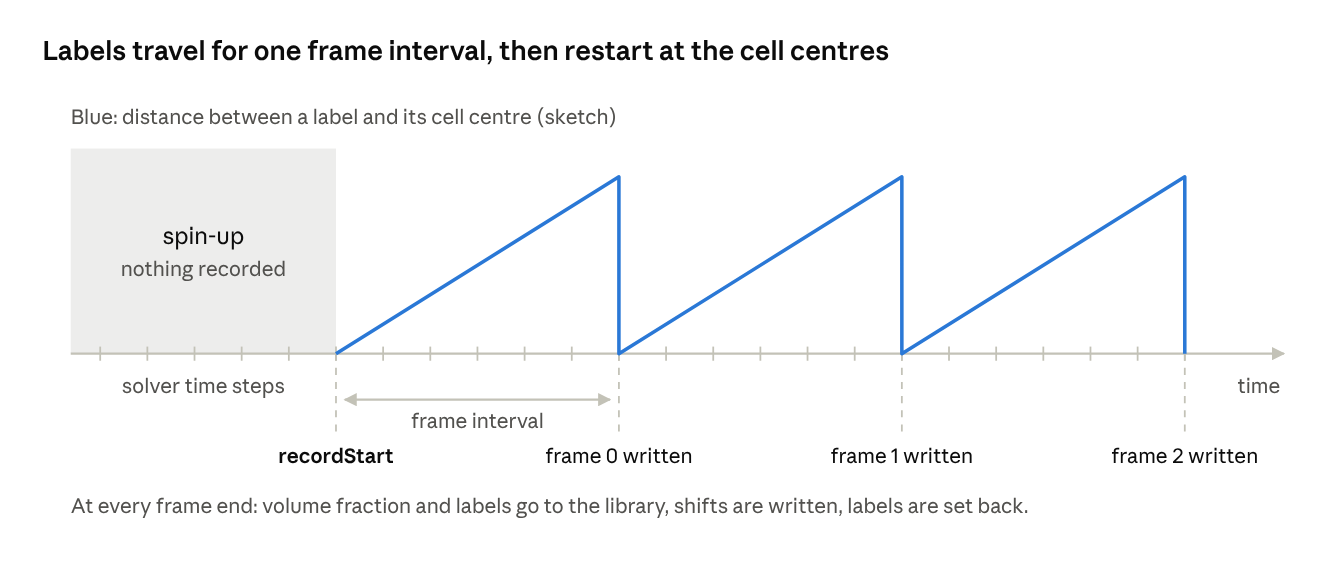 Labels travel for one frame interval, then restart at the cell centres
Blue: distance between a label and its cell centre (sketch)
spin-up
nothing recorded
solver time steps
time
frame interval
recordStart
frame 0 written
frame 1 written
frame 2 written
At every frame end: volume fraction and labels go to the library, shifts are written, labels are set back.